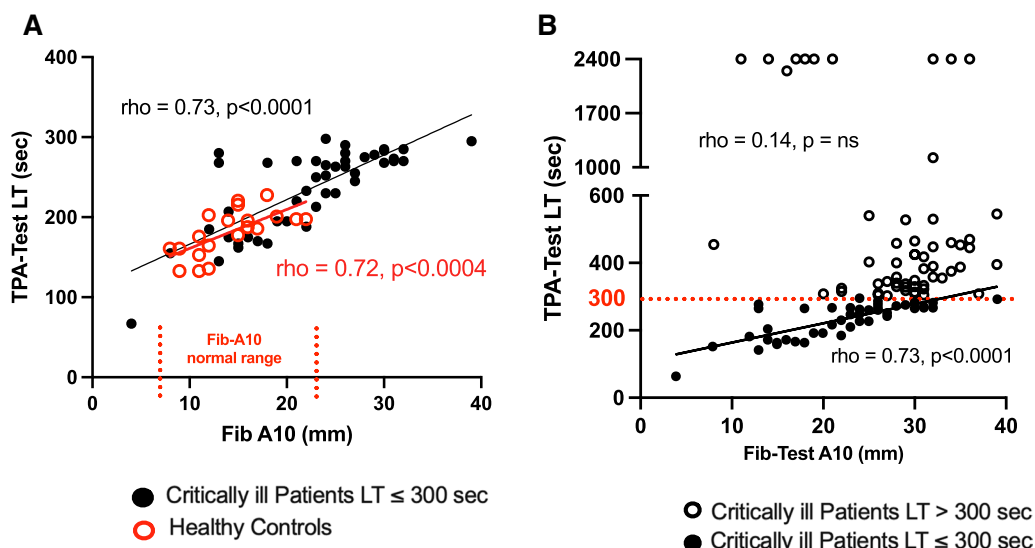 A
TPA-Test LT (sec)
400
300
200
100
0
rho = 0.73, p<0.0001
rho = 0.72, p<0.0004
Fib-A10
normal range
0 10 20 30 40
Fib A10 (mm)
Critically ill Patients LT ≤ 300 sec
Healthy Controls
B
TPA-Test LT (sec)
2400
1700
1000
600
400
300
200
0
rho = 0.14, p = ns
rho = 0.73, p<0.0001
0 10 20 30 40
Fib-Test A10 (mm)
Critically ill Patients LT > 300 sec
Critically ill Patients LT ≤ 300 sec